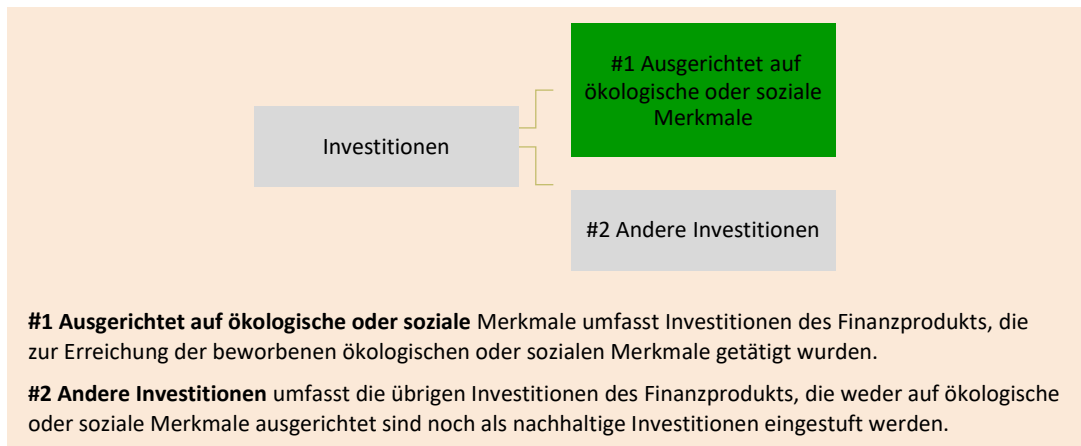 #1 Ausgerichtet auf
ökologische oder soziale
Merkmale
Investitionen
#2 Andere Investitionen
#1 Ausgerichtet auf ökologische oder soziale Merkmale umfasst Investitionen des Finanzprodukts, die
zur Erreichung der beworbenen ökologischen oder sozialen Merkmale getätigt wurden.
#2 Andere Investitionen umfasst die übrigen Investitionen des Finanzprodukts, die weder auf ökologische
oder soziale Merkmale ausgerichtet sind noch als nachhaltige Investitionen eingestuft werden.